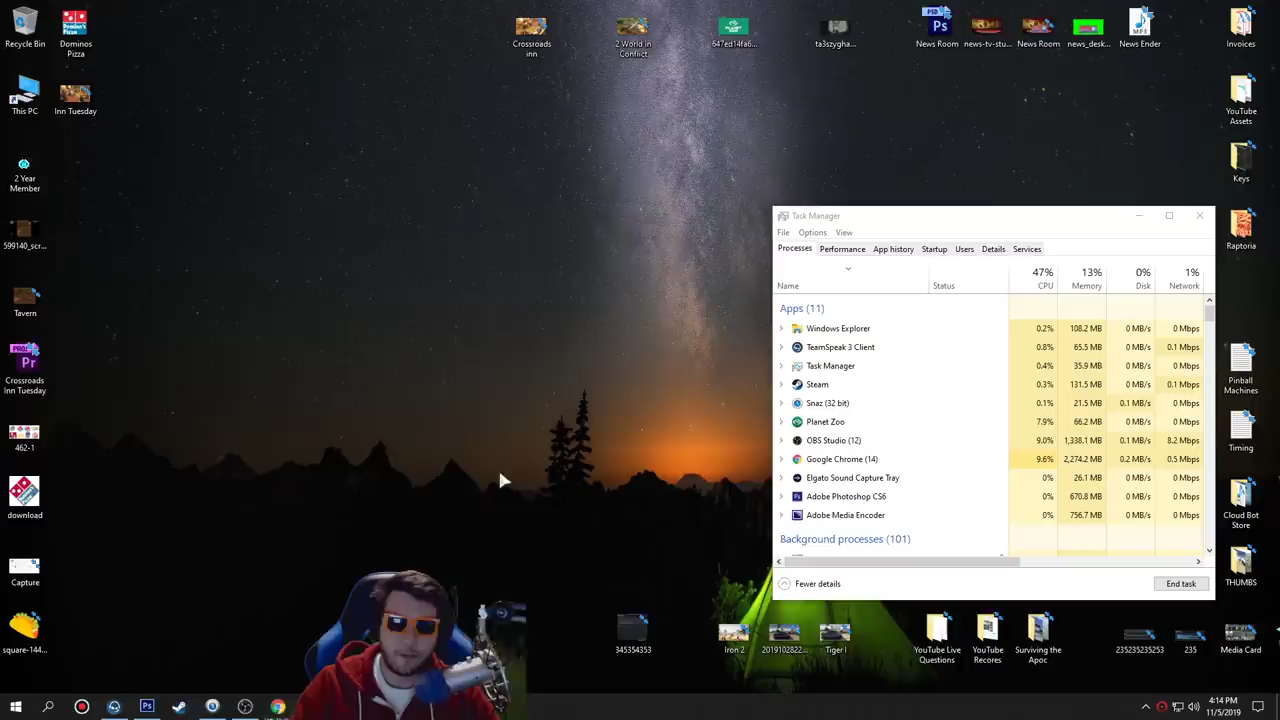 Recycle Bin
Dominos
Pizza
Crossroads
inn
2 World in
Conflict
647ed14fa6...
ta3szygha...
News Room
news-tv-stu...
News Room
news_desk...
News Ender
Invoices
This PC
Inn Tuesday
YouTube
Assets
2 Year
Member
Keys
599140_scr...
Raptoria
Tavern
Crossroads
Inn Tuesday
Pinball
Machines
462-1
Timing
download
Cloud Bot
Store
Capture
THUMBS
square-144...
345354353
Iron 2
2019102822...
Tiger I
YouTube Live
Questions
YouTube
Recores
Surviving the
Apoc
235235235253
235
Media Card
Task Manager
File Options View
Processes Performance App history Startup Users Details Services
47% 13% 0% 1%
Name Status CPU Memory Disk Network
Apps (11)
Windows Explorer 0.2% 108.2 MB 0 MB/s 0 Mbps
TeamSpeak 3 Client 0.8% 65.5 MB 0 MB/s 0.1 Mbps
Task Manager 0.4% 35.9 MB 0 MB/s 0 Mbps
Steam 0.3% 131.5 MB 0 MB/s 0.1 Mbps
Snaz (32 bit) 0.1% 21.5 MB 0.1 MB/s 0 Mbps
Planet Zoo 7.9% 66.2 MB 0 MB/s 0 Mbps
OBS Studio (12) 9.0% 1,338.1 MB 0.1 MB/s 8.2 Mbps
Google Chrome (14) 9.6% 2,274.2 MB 0.2 MB/s 0.5 Mbps
Elgato Sound Capture Tray 0% 26.1 MB 0 MB/s 0 Mbps
Adobe Photoshop CS6 0% 670.8 MB 0 MB/s 0 Mbps
Adobe Media Encoder 0% 756.7 MB 0 MB/s 0 Mbps
Background processes (101)
Fewer details
End task
4:14 PM
11/5/2019